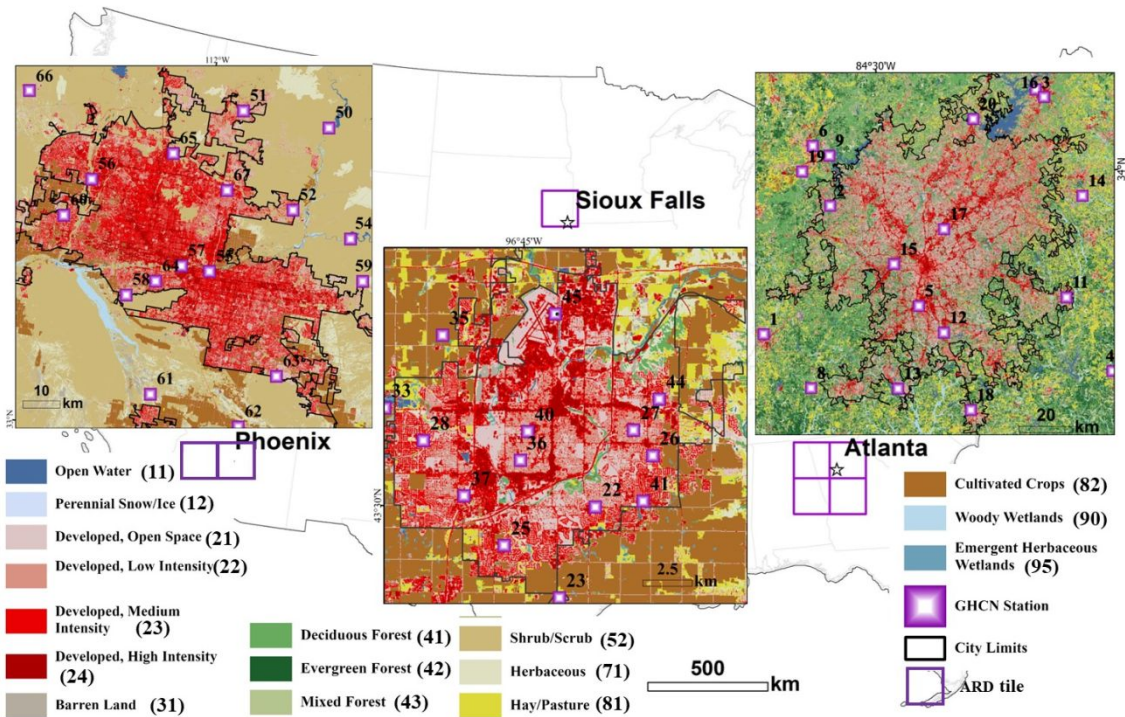 112°W
66
51
50
65
56
67
60
52
54
57
55
64
58
59
63
61
62
10
km
33°N
Phoenix
Sioux Falls
96°45'W
45
35
33
44
28
40
27
36
26
37
22
41
25
23
43°30'N
2.5
km
84°30'W
16
3
20
6
9
19
2
34°N
14
17
15
11
5
12
1
8
13
18
4
20
km
Atlanta
Open Water (11)
Perennial Snow/Ice (12)
Developed, Open Space (21)
Developed, Low Intensity (22)
Developed, Medium
Intensity (23)
Developed, High Intensity
(24)
Barren Land (31)
Deciduous Forest (41)
Evergreen Forest (42)
Mixed Forest (43)
Shrub/Scrub (52)
Herbaceous (71)
Hay/Pasture (81)
500
km
Cultivated Crops (82)
Woody Wetlands (90)
Emergent Herbaceous
Wetlands (95)
GHCN Station
City Limits
ARD tile